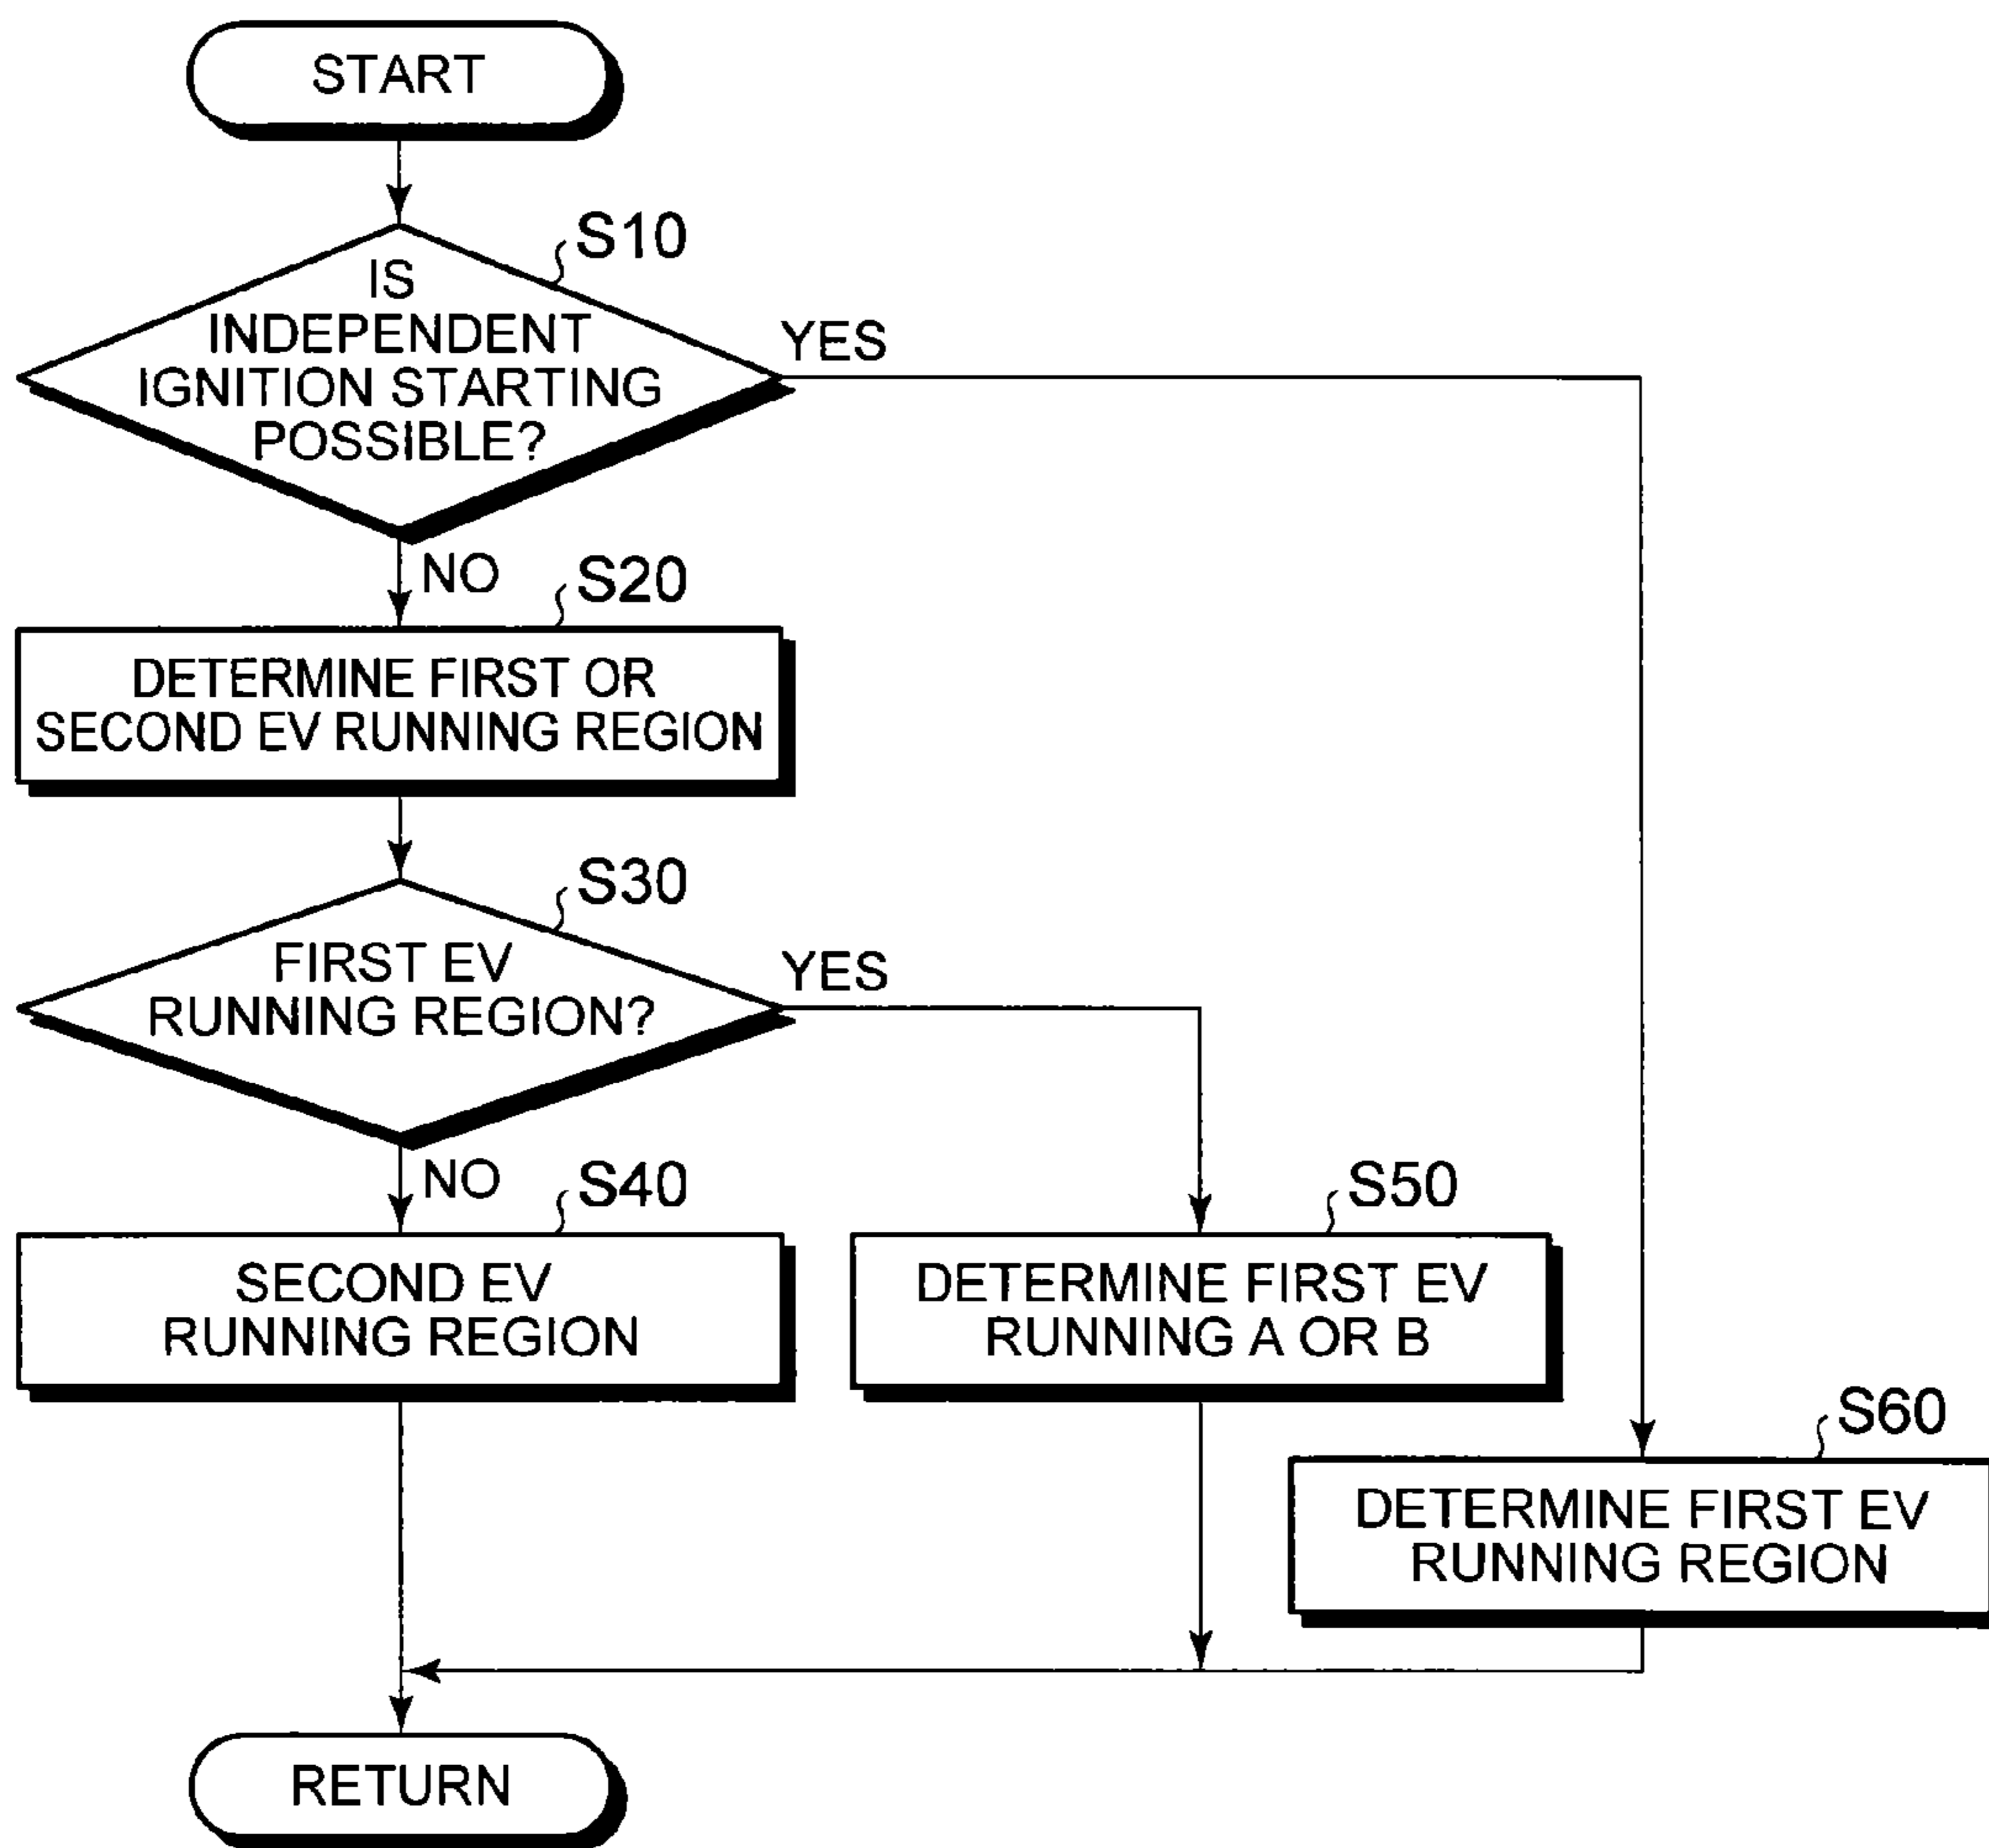 START
S10
IS
INDEPENDENT
IGNITION STARTING
POSSIBLE?
YES
NO
S20
DETERMINE FIRST OR
SECOND EV RUNNING REGION
S30
FIRST EV
RUNNING REGION?
YES
NO
S40
SECOND EV
RUNNING REGION
S50
DETERMINE FIRST EV
RUNNING A OR B
S60
DETERMINE FIRST EV
RUNNING REGION
RETURN